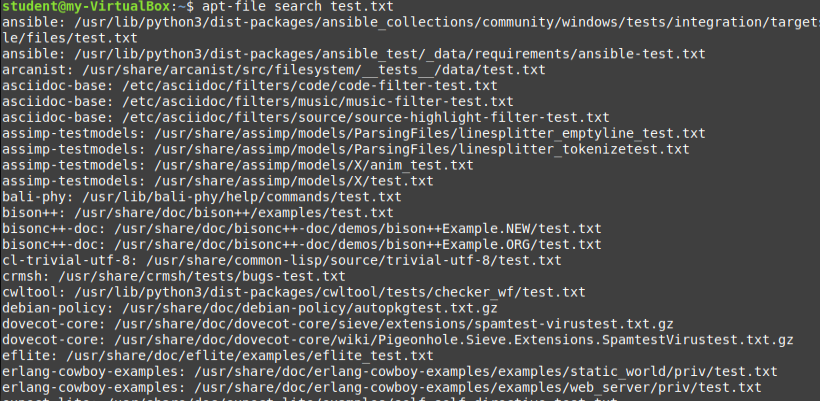 student@my-VirtualBox:~$ apt-file search test.txt
ansible: /usr/lib/python3/dist-packages/ansible_collections/community/windows/tests/integration/targets
le/files/test.txt
ansible: /usr/lib/python3/dist-packages/ansible_test/_data/requirements/ansible-test.txt
arcanist: /usr/share/arcanist/src/filesystem/__tests__/data/test.txt
asciidoc-base: /etc/asciidoc/filters/code/code-filter-test.txt
asciidoc-base: /etc/asciidoc/filters/music/music-filter-test.txt
asciidoc-base: /etc/asciidoc/filters/source/source-highlight-filter-test.txt
assimp-testmodels: /usr/share/assimp/models/ParsingFiles/linesplitter_emptyline_test.txt
assimp-testmodels: /usr/share/assimp/models/ParsingFiles/linesplitter_tokenizetest.txt
assimp-testmodels: /usr/share/assimp/models/X/anim_test.txt
assimp-testmodels: /usr/share/assimp/models/X/test.txt
bali-phy: /usr/lib/bali-phy/help/commands/test.txt
bison++: /usr/share/doc/bison++/examples/test.txt
bisonc++-doc: /usr/share/doc/bisonc++-doc/demos/bison++Example.NEW/test.txt
bisonc++-doc: /usr/share/doc/bisonc++-doc/demos/bison++Example.ORG/test.txt
cl-trivial-utf-8: /usr/share/common-lisp/source/trivial-utf-8/test.txt
crmsh: /usr/share/crmsh/tests/bugs-test.txt
cwltool: /usr/lib/python3/dist-packages/cwltool/tests/checker_wf/test.txt
debian-policy: /usr/share/doc/debian-policy/autopkgtest.txt.gz
dovecot-core: /usr/share/doc/dovecot-core/sieve/extensions/spamtest-virustest.txt.gz
dovecot-core: /usr/share/doc/dovecot-core/wiki/Pigeonhole.Sieve.Extensions.SpamtestVirustest.txt.gz
eflite: /usr/share/doc/eflite/examples/eflite_test.txt
erlang-cowboy-examples: /usr/share/doc/erlang-cowboy-examples/examples/static_world/priv/test.txt
erlang-cowboy-examples: /usr/share/doc/erlang-cowboy-examples/examples/web_server/priv/test.txt